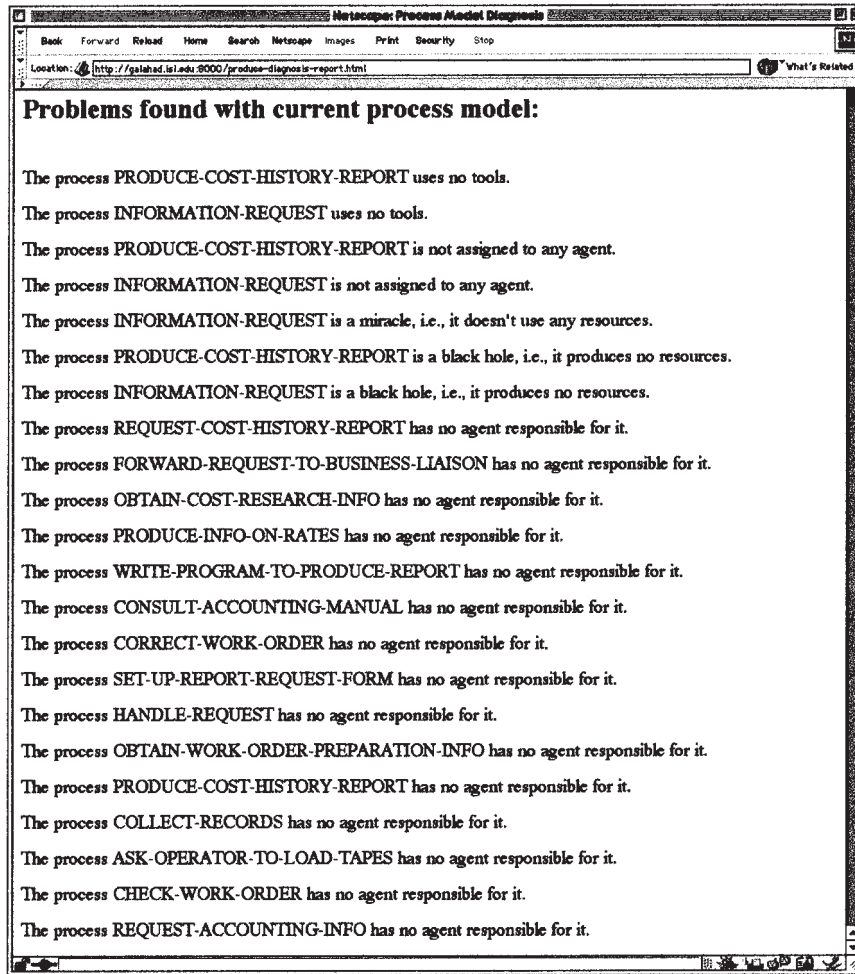 Netscape: Process Model Diagnosis
Back Forward Reload Home Search Netscape Images Print Security Stop
Location: http://galahad.isi.edu:8000/produce-diagnosis-report.html What's Related
Problems found with current process model:
The process PRODUCE-COST-HISTORY-REPORT uses no tools.
The process INFORMATION-REQUEST uses no tools.
The process PRODUCE-COST-HISTORY-REPORT is not assigned to any agent.
The process INFORMATION-REQUEST is not assigned to any agent.
The process INFORMATION-REQUEST is a miracle, i.e., it doesn't use any resources.
The process PRODUCE-COST-HISTORY-REPORT is a black hole, i.e., it produces no resources.
The process INFORMATION-REQUEST is a black hole, i.e., it produces no resources.
The process REQUEST-COST-HISTORY-REPORT has no agent responsible for it.
The process FORWARD-REQUEST-TO-BUSINESS-LIAISON has no agent responsible for it.
The process OBTAIN-COST-RESEARCH-INFO has no agent responsible for it.
The process PRODUCE-INFO-ON-RATES has no agent responsible for it.
The process WRITE-PROGRAM-TO-PRODUCE-REPORT has no agent responsible for it.
The process CONSULT-ACCOUNTING-MANUAL has no agent responsible for it.
The process CORRECT-WORK-ORDER has no agent responsible for it.
The process SET-UP-REPORT-REQUEST-FORM has no agent responsible for it.
The process HANDLE-REQUEST has no agent responsible for it.
The process OBTAIN-WORK-ORDER-PREPARATION-INFO has no agent responsible for it.
The process PRODUCE-COST-HISTORY-REPORT has no agent responsible for it.
The process COLLECT-RECORDS has no agent responsible for it.
The process ASK-OPERATOR-TO-LOAD-TAPES has no agent responsible for it.
The process CHECK-WORK-ORDER has no agent responsible for it.
The process REQUEST-ACCOUNTING-INFO has no agent responsible for it.